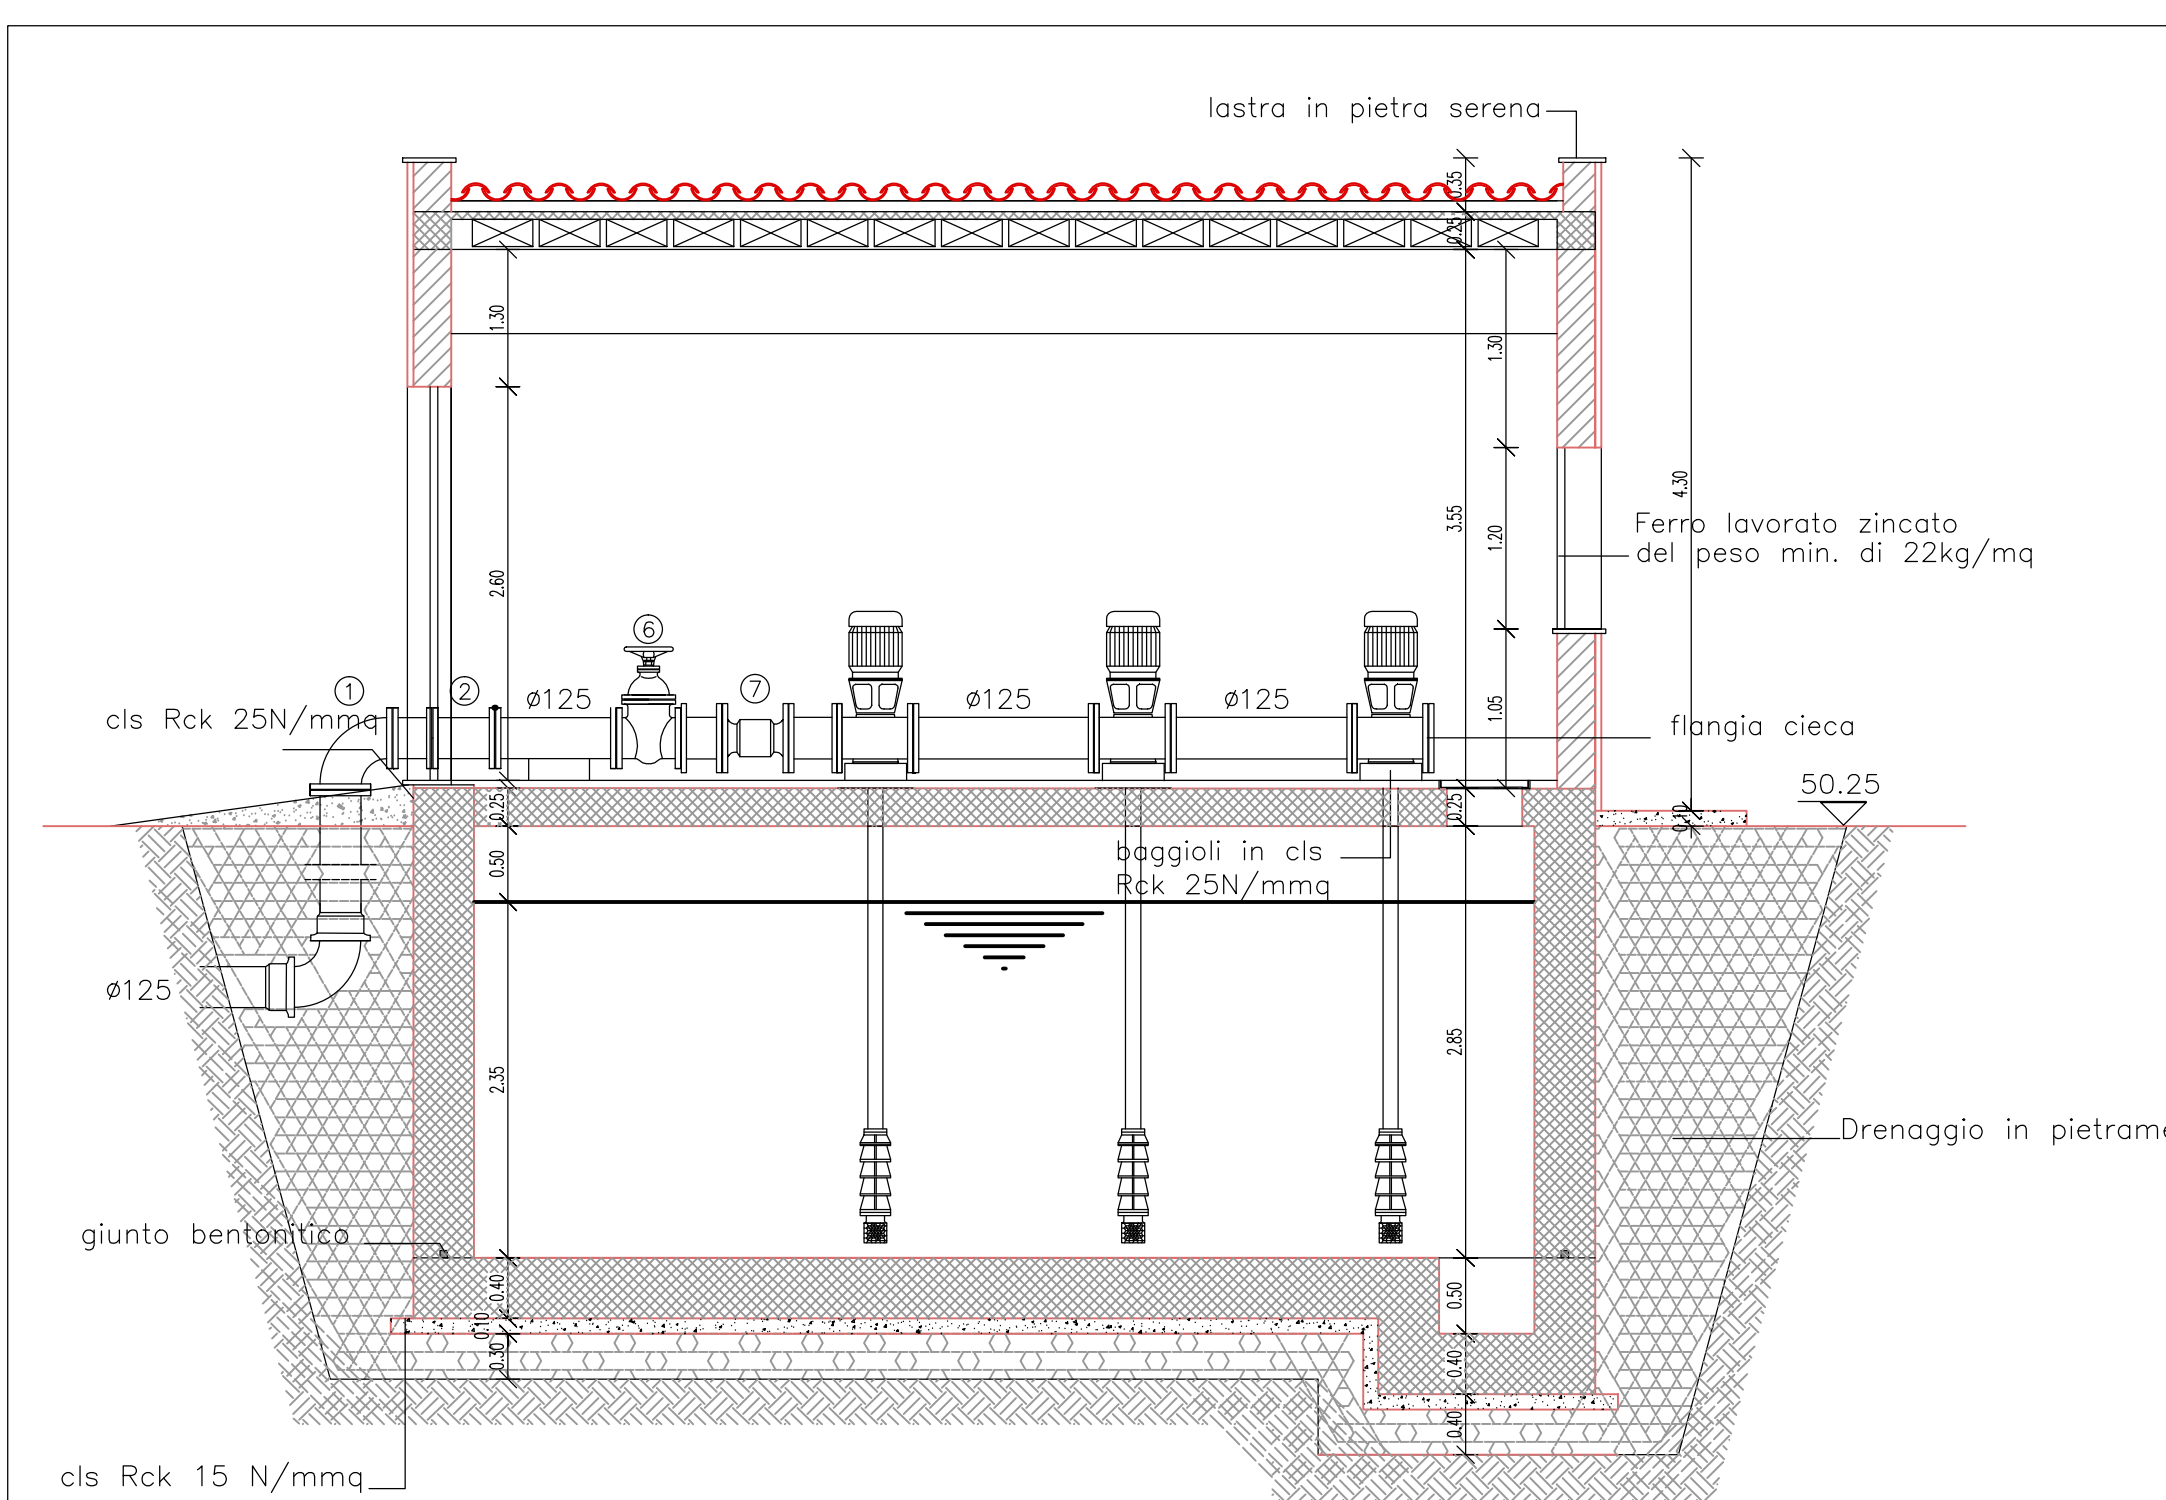 lastra in pietra serena
0.35
0.25
1.30
1.30
4.30
3.55
Ferro lavorato zincato
1.20
del peso min. di 22kg/mq
2.60
6
1
2
7
ø125
ø125
ø125
cls Rck 25N/mmq
1.05
flangia cieca
50.25
0.25
0.25
0.10
0.50
baggioli in cls
Rck 25N/mmq
ø125
2.85
2.35
Drenaggio in pietrame
giunto bentonitico
0.40
0.50
0.10
0.30
0.40
0.40
cls Rck 15 N/mmq